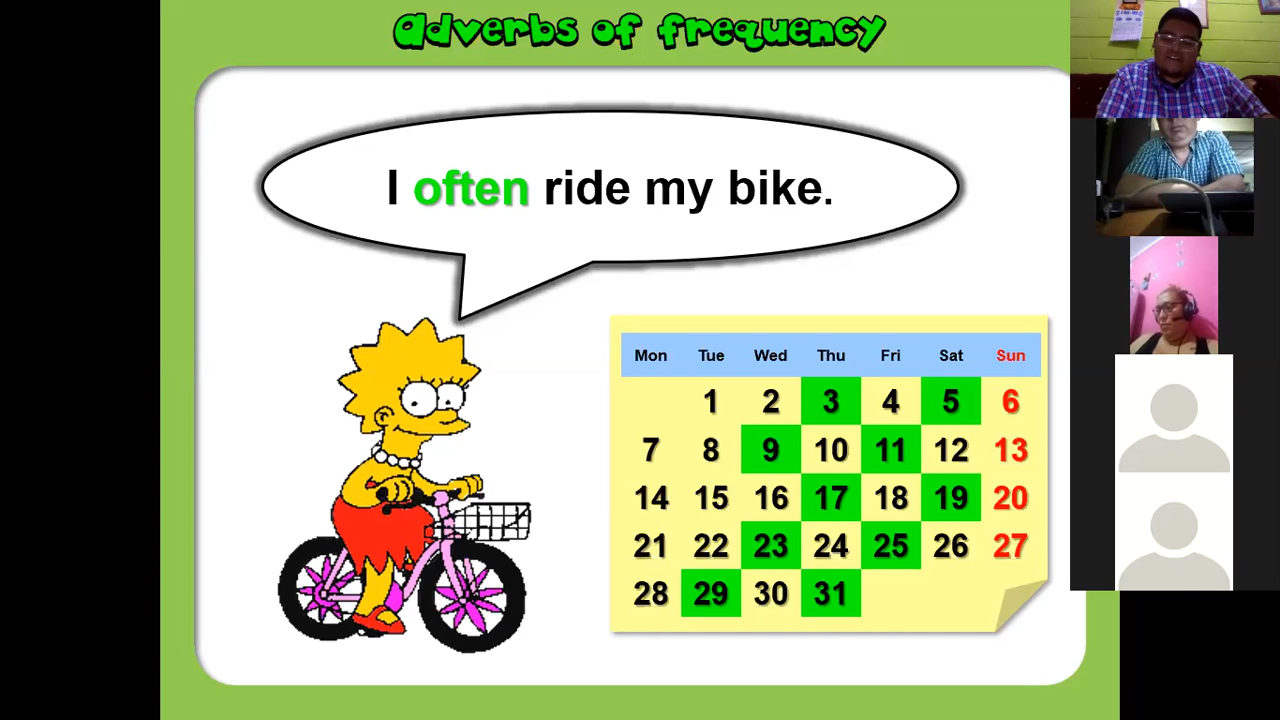 Adverbs of frequency
I often ride my bike.
Mon Tue Wed Thu Fri Sat Sun
1 2 3 4 5 6
7 8 9 10 11 12 13
14 15 16 17 18 19 20
21 22 23 24 25 26 27
28 29 30 31